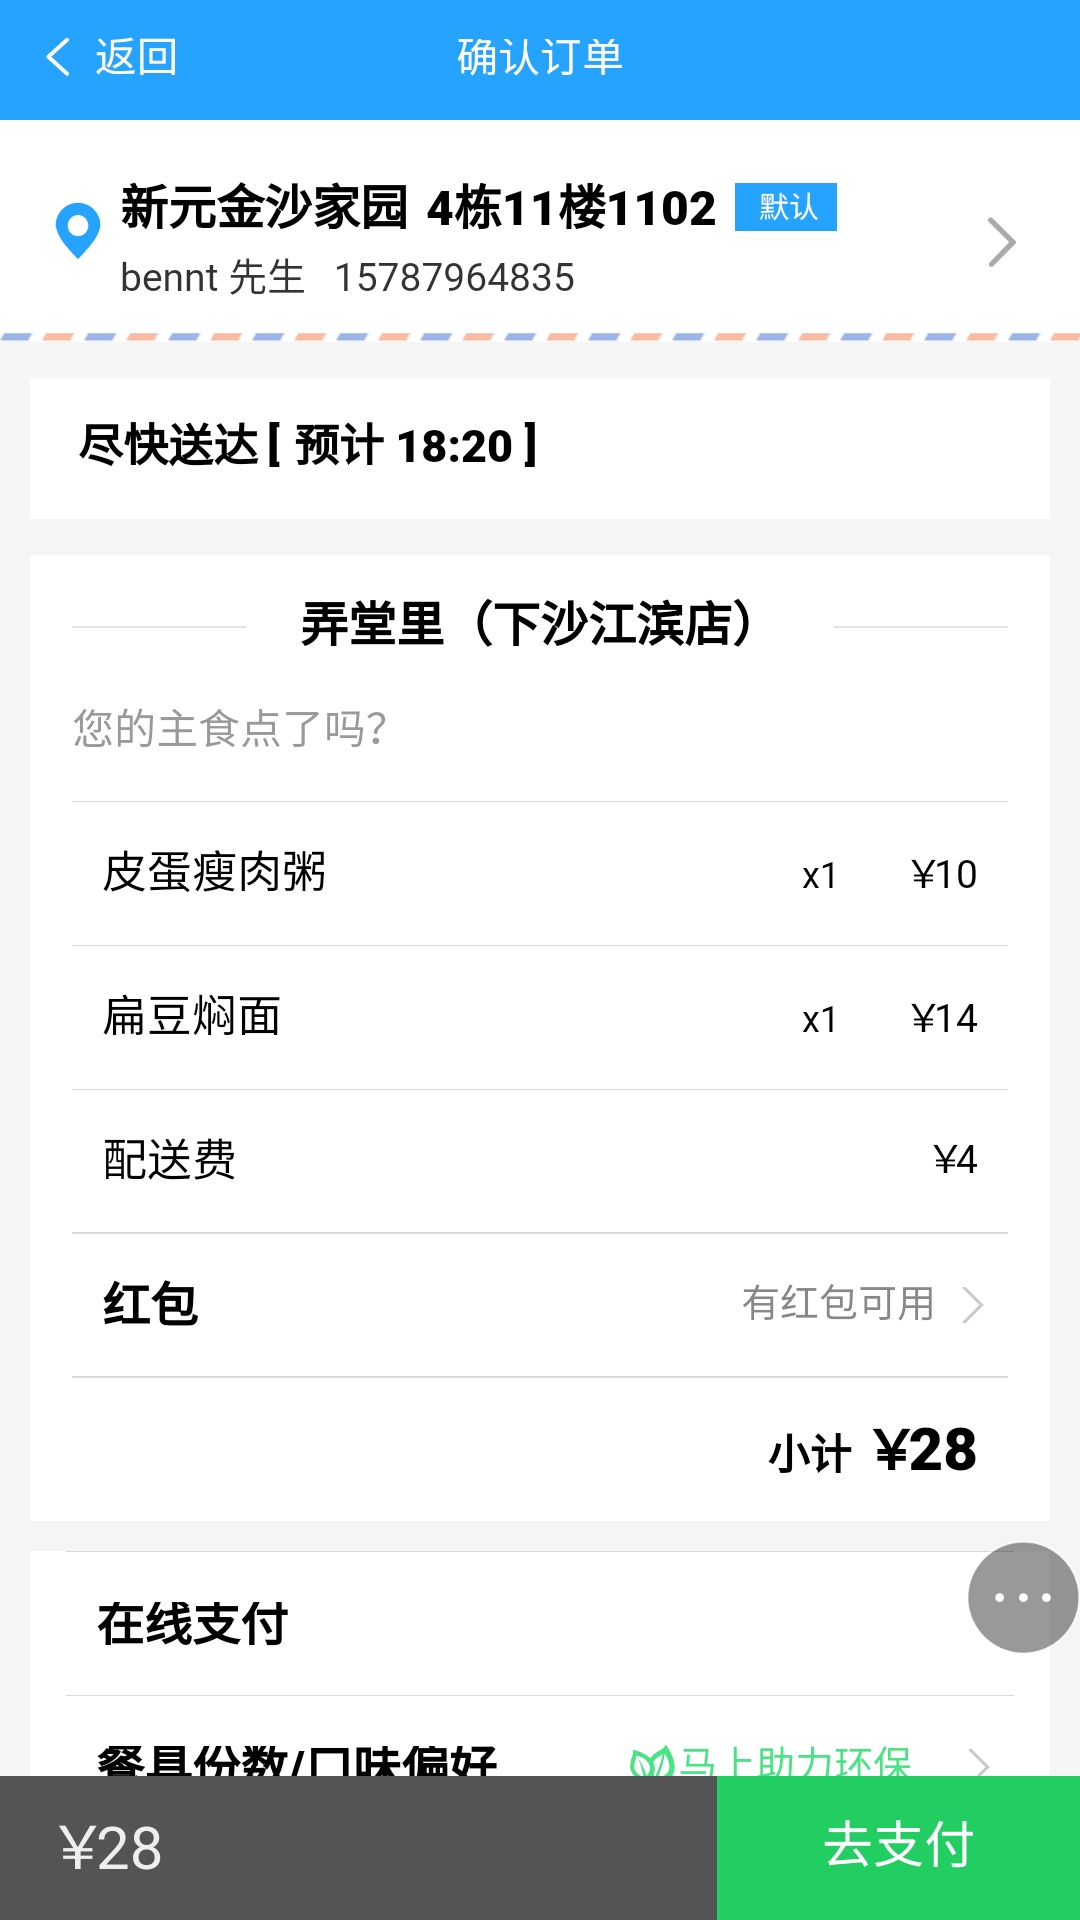 返回 确认订单
新元金沙家园 4栋11楼1102 默认
bennt 先生 15787964835
尽快送达 [ 预计 18:20 ]
弄堂里（下沙江滨店）
您的主食点了吗?
皮蛋瘦肉粥 x1 ¥10
扁豆焖面 x1 ¥14
配送费 ¥4
红包 有红包可用
小计 ¥28
在线支付
餐具份数/口味偏好 马上助力环保
¥28 去支付